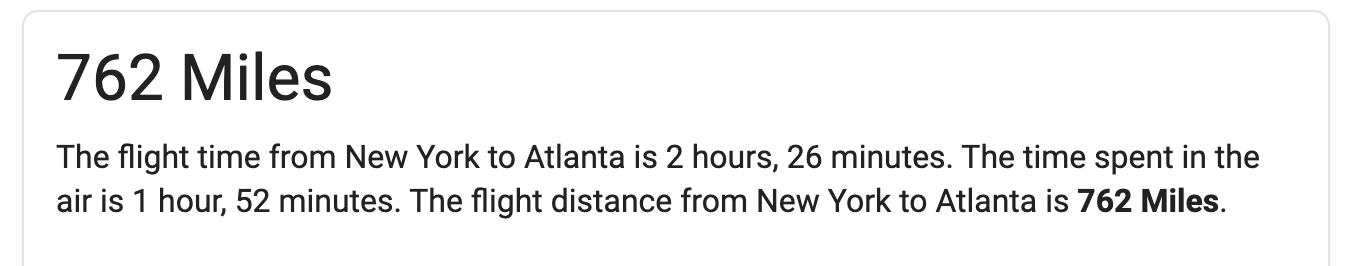 762 Miles
The flight time from New York to Atlanta is 2 hours, 26 minutes. The time spent in the
air is 1 hour, 52 minutes. The flight distance from New York to Atlanta is 762 Miles.